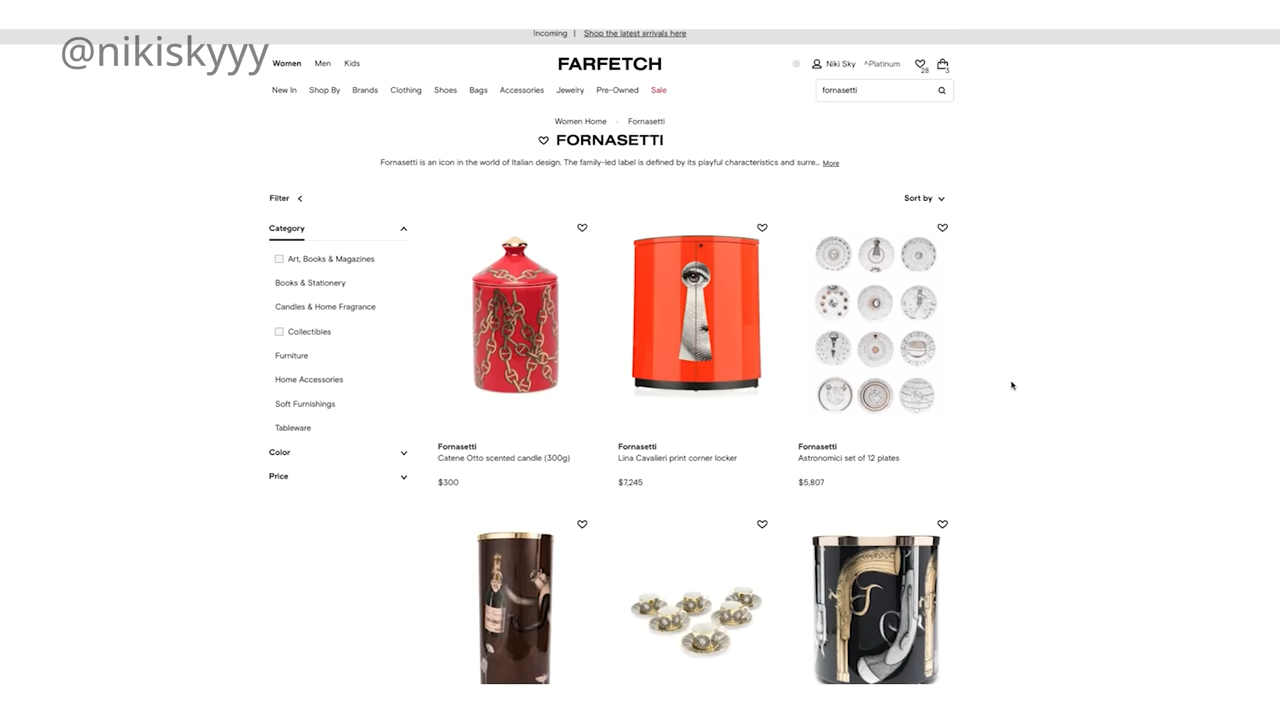 Incoming | Shop the latest arrivals here
@nikiskyyy
Women Men Kids
FARFETCH
Niki Sky ^Platinum 28 3
New In Shop By Brands Clothing Shoes Bags Accessories Jewelry Pre-Owned Sale
fornasetti
Women Home Fornasetti
FORNASETTI
Fornasetti is an icon in the world of Italian design. The family-led label is defined by its playful characteristics and surre... More
Filter
Sort by
Category
Art, Books & Magazines
Books & Stationery
Candles & Home Fragrance
Collectibles
Furniture
Home Accessories
Soft Furnishings
Tableware
Color
Price
Fornasetti
Catene Otto scented candle (300g)
$300
Fornasetti
Lina Cavalieri print corner locker
$7,245
Fornasetti
Astronomici set of 12 plates
$5,807